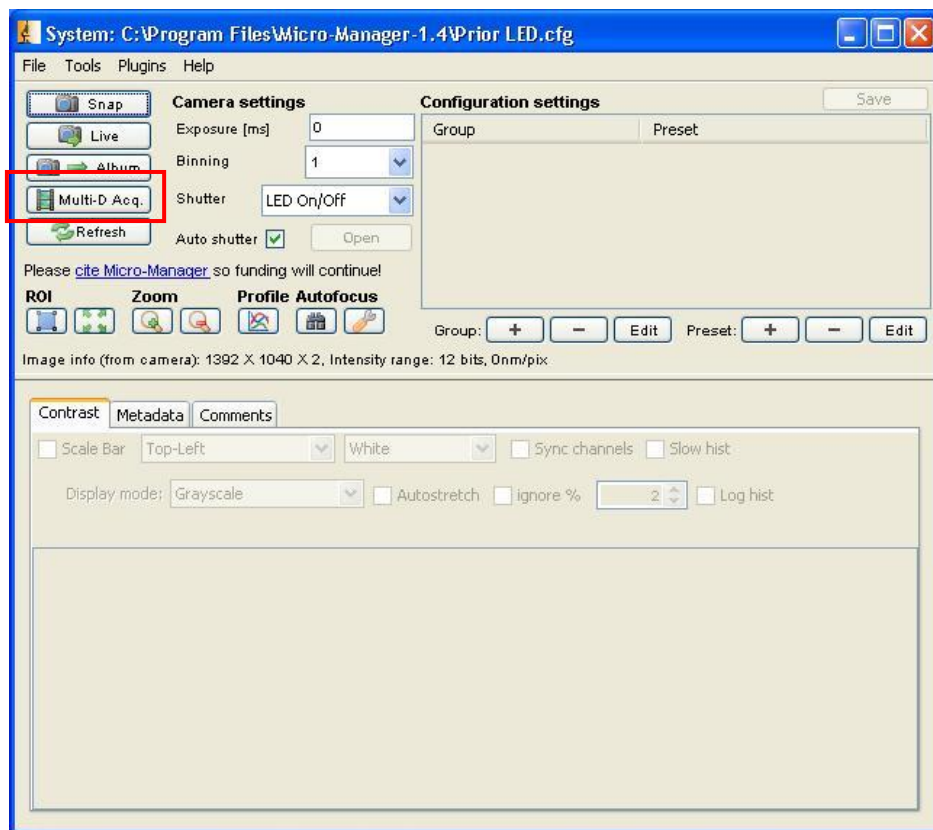 System: C:\Program Files\Micro-Manager-1.4\Prior LED.cfg
File Tools Plugins Help
Snap
Live
Album
Multi-D Acq.
Refresh
Camera settings
Exposure [ms] 0
Binning 1
Shutter LED On/Off
Auto shutter Open
Configuration settings Save
Group Preset
Please cite Micro-Manager so funding will continue!
ROI Zoom Profile Autofocus
Group: + − Edit Preset: + − Edit
Image info (from camera): 1392 X 1040 X 2, Intensity range: 12 bits, 0nm/pix
Contrast Metadata Comments
Scale Bar Top-Left White Sync channels Slow hist
Display mode: Grayscale Autostretch ignore % 2 Log hist